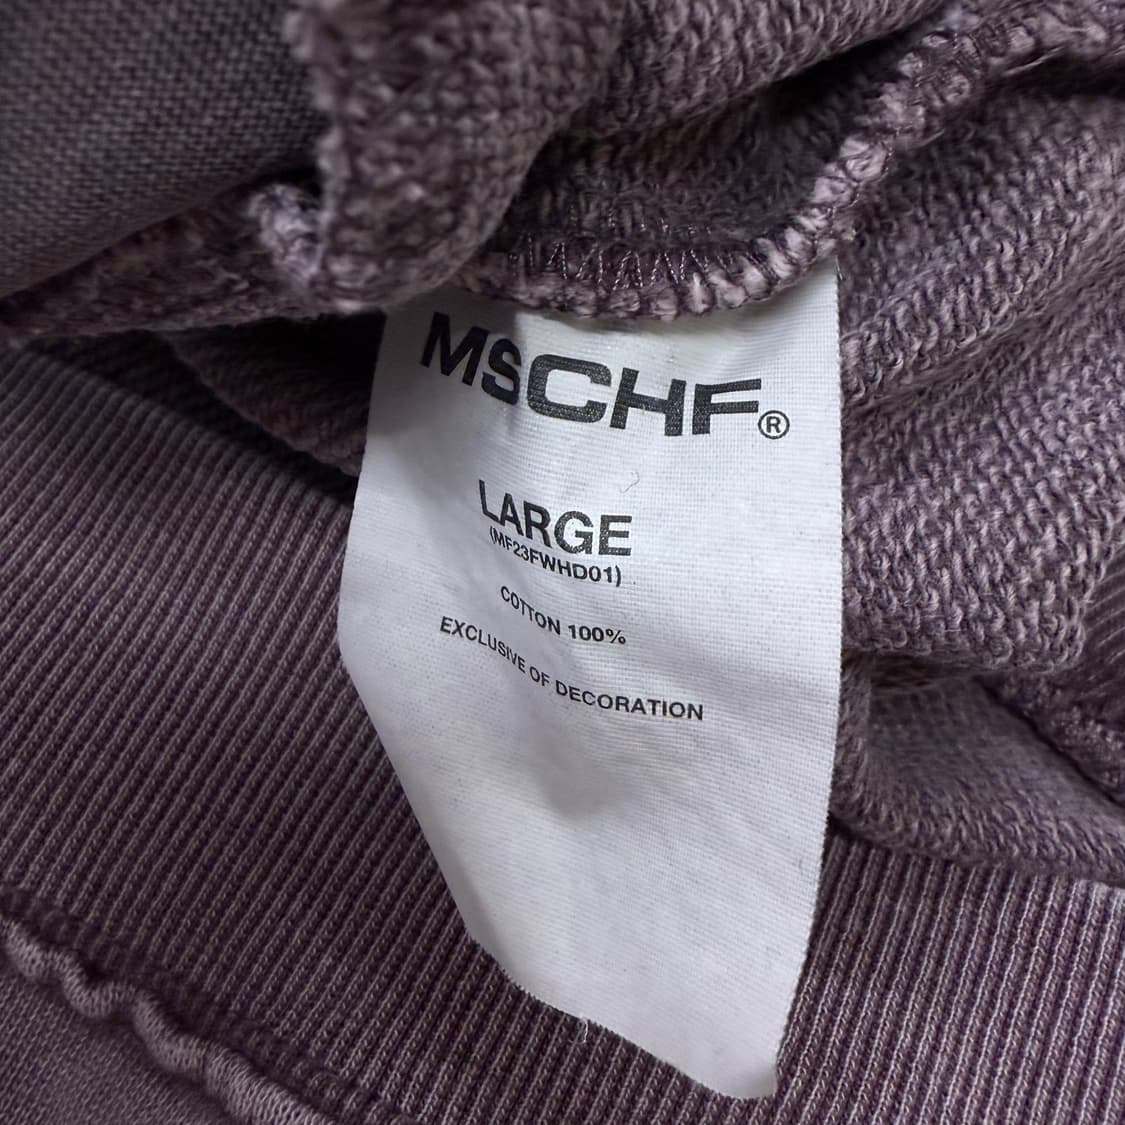 MSCHF®
LARGE
(MF23FWHD01)
COTTON 100%
EXCLUSIVE OF DECORATION